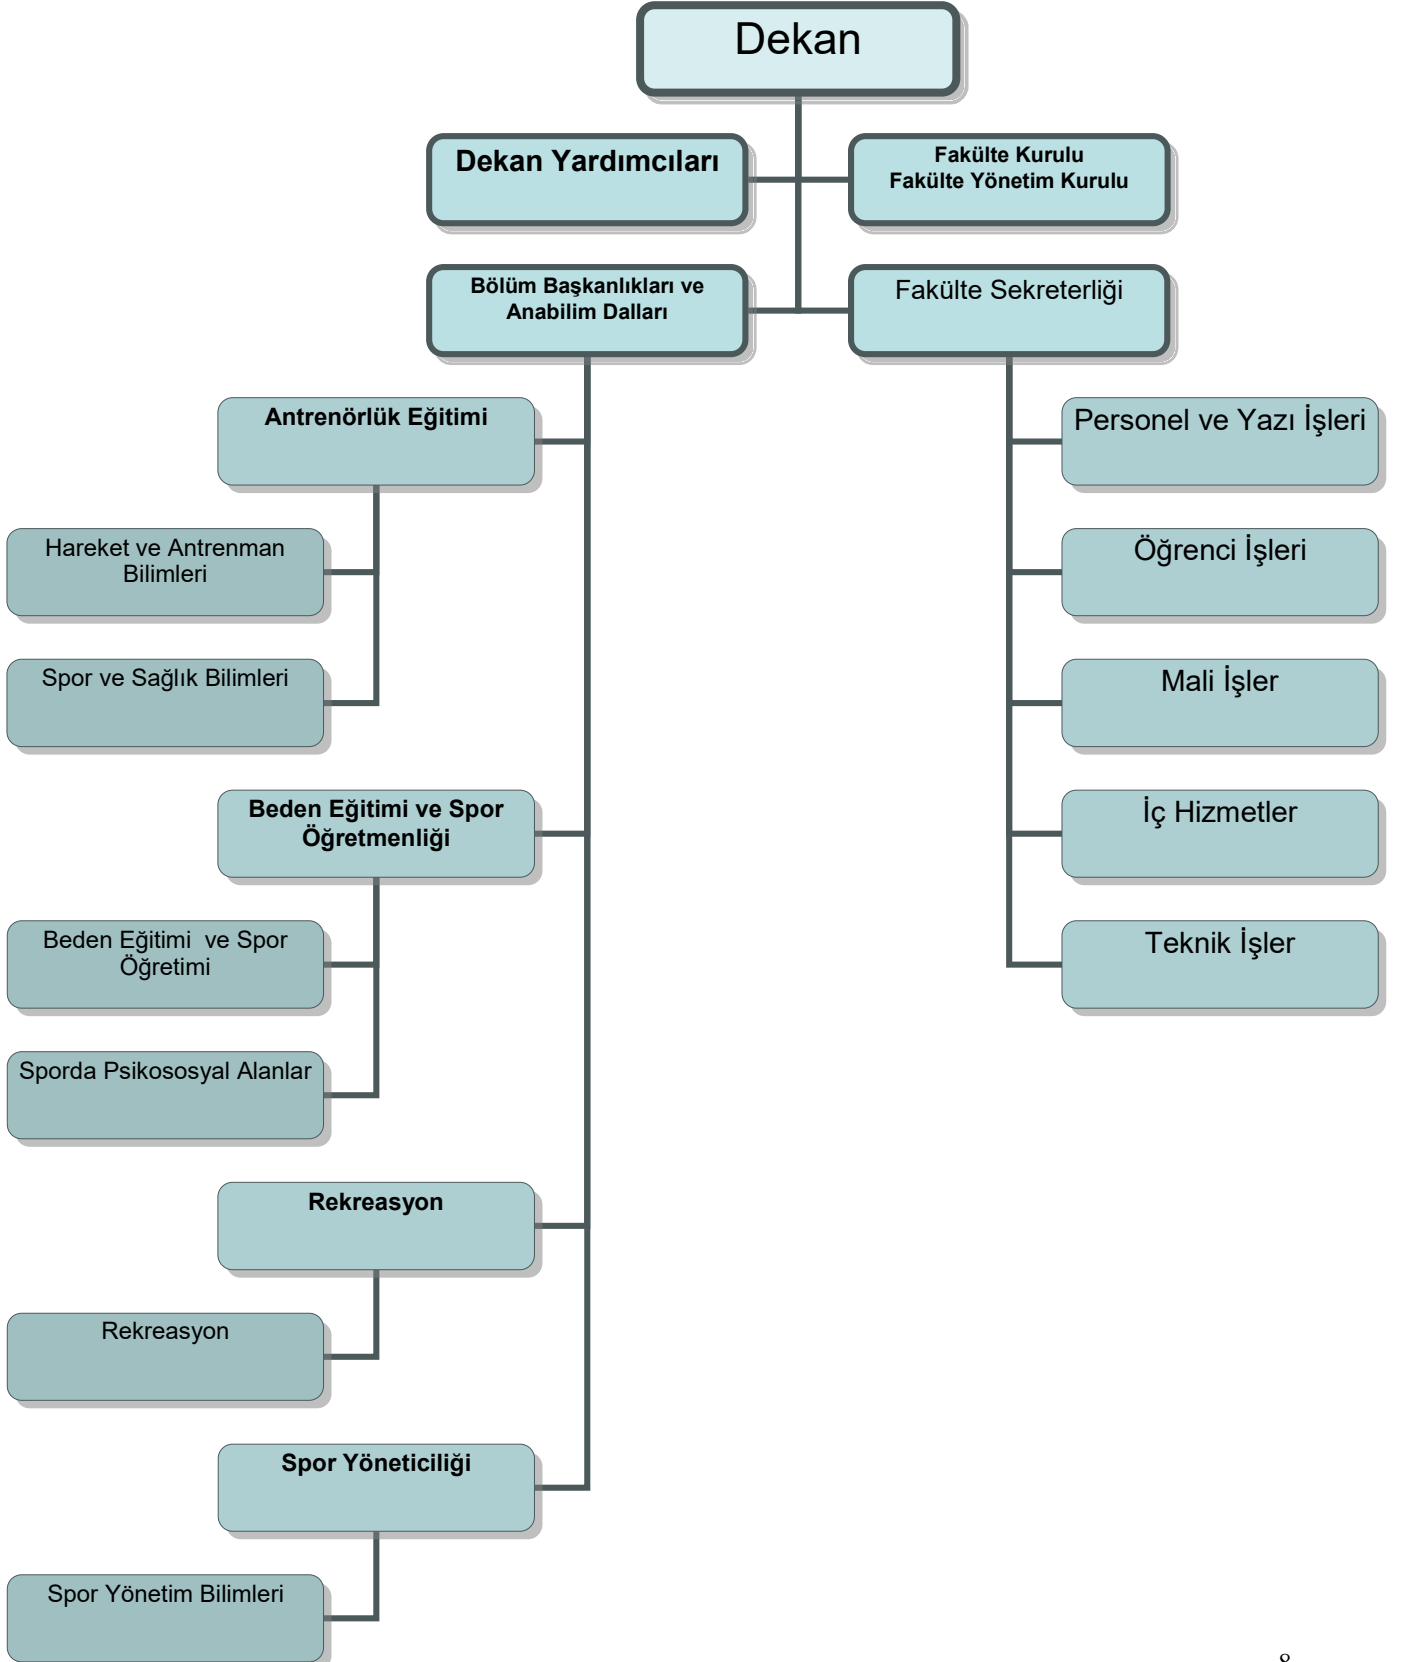 Dekan
Dekan Yardımcıları
Fakülte Kurulu
Fakülte Yönetim Kurulu
Bölüm Başkanlıkları ve
Anabilim Dalları
Fakülte Sekreterliği
Antrenörlük Eğitimi
Hareket ve Antrenman
Bilimleri
Spor ve Sağlık Bilimleri
Beden Eğitimi ve Spor
Öğretmenliği
Beden Eğitimi  ve Spor
Öğretimi
Sporda Psikososyal Alanlar
Rekreasyon
Rekreasyon
Spor Yöneticiliği
Spor Yönetim Bilimleri
Personel ve Yazı İşleri
Öğrenci İşleri
Mali İşler
İç Hizmetler
Teknik İşler
8